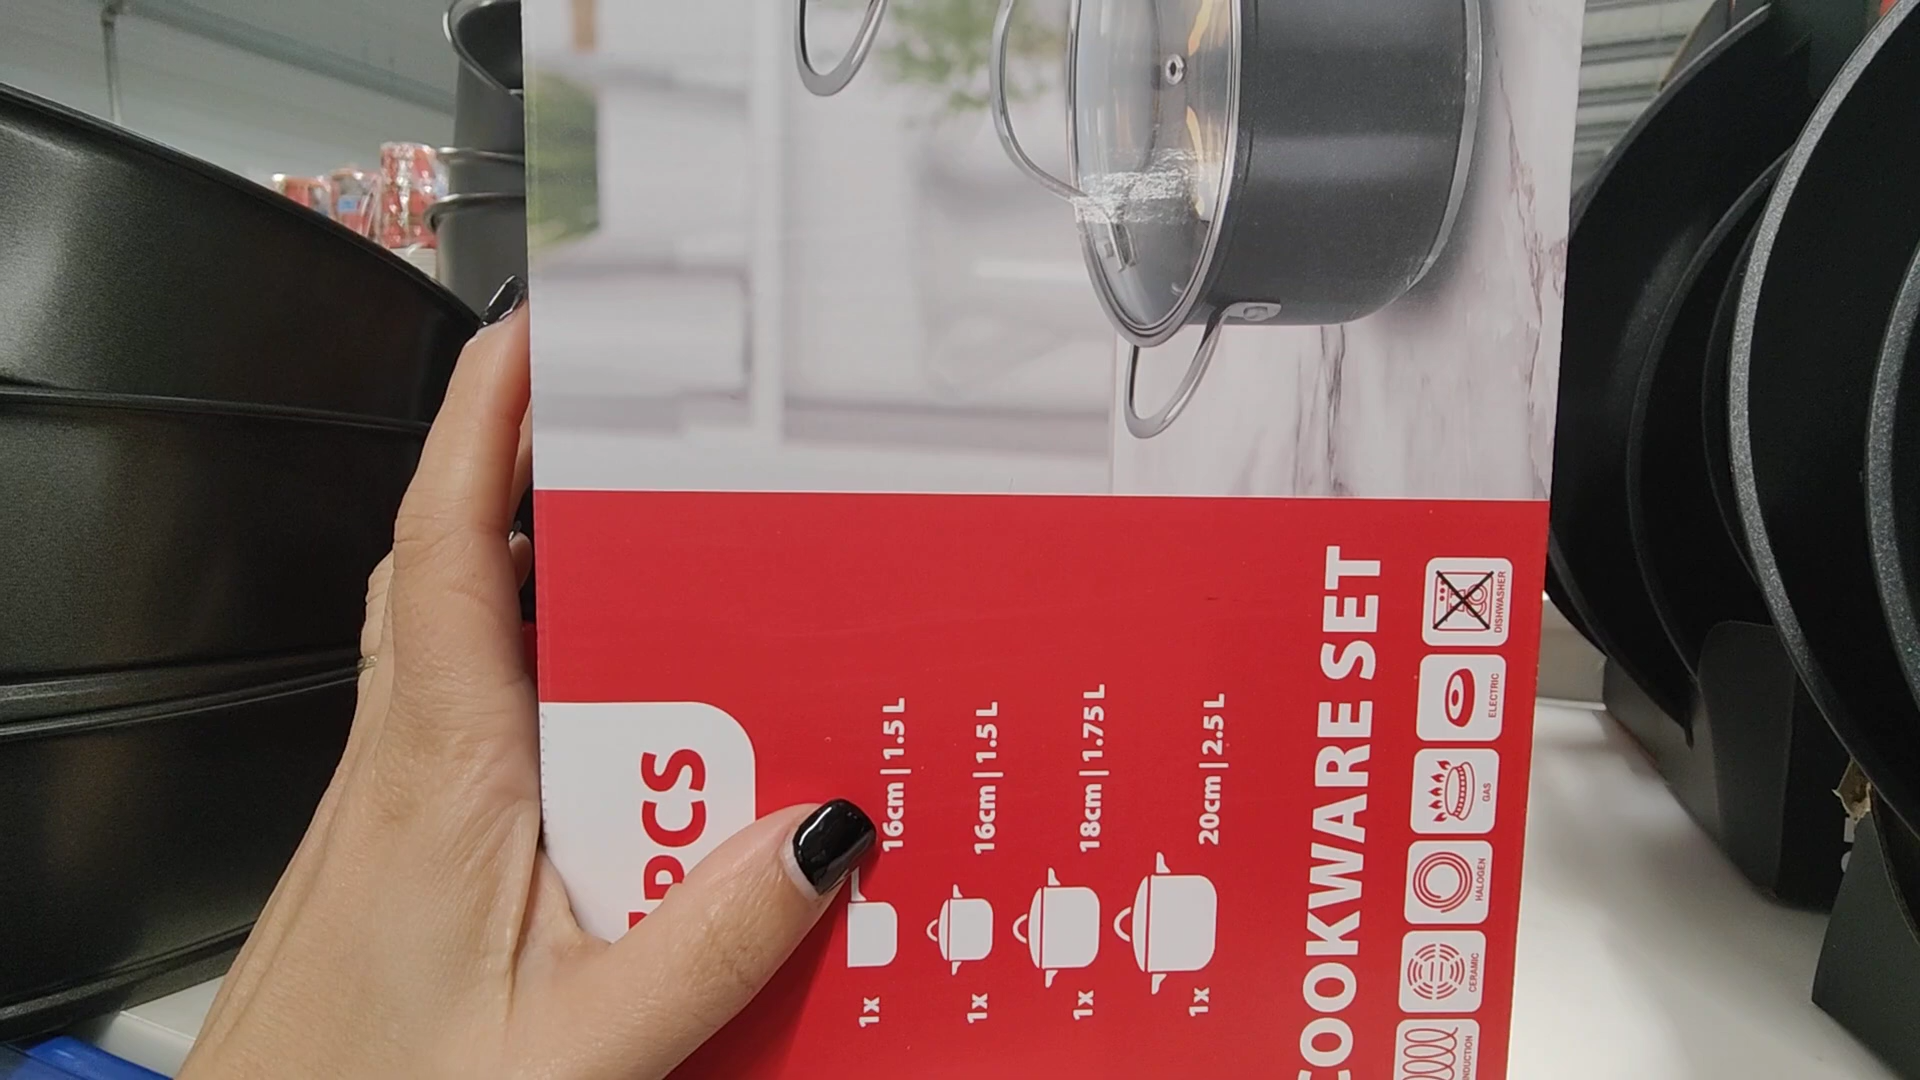 PCS
1x 16cm | 1.5 L
1x 16cm | 1.5 L
1x 18cm | 1.75 L
1x 20cm | 2.5 L
COOKWARE SET
INDUCTION
CERAMIC
HALOGEN
GAS
ELECTRIC
DISHWASHER